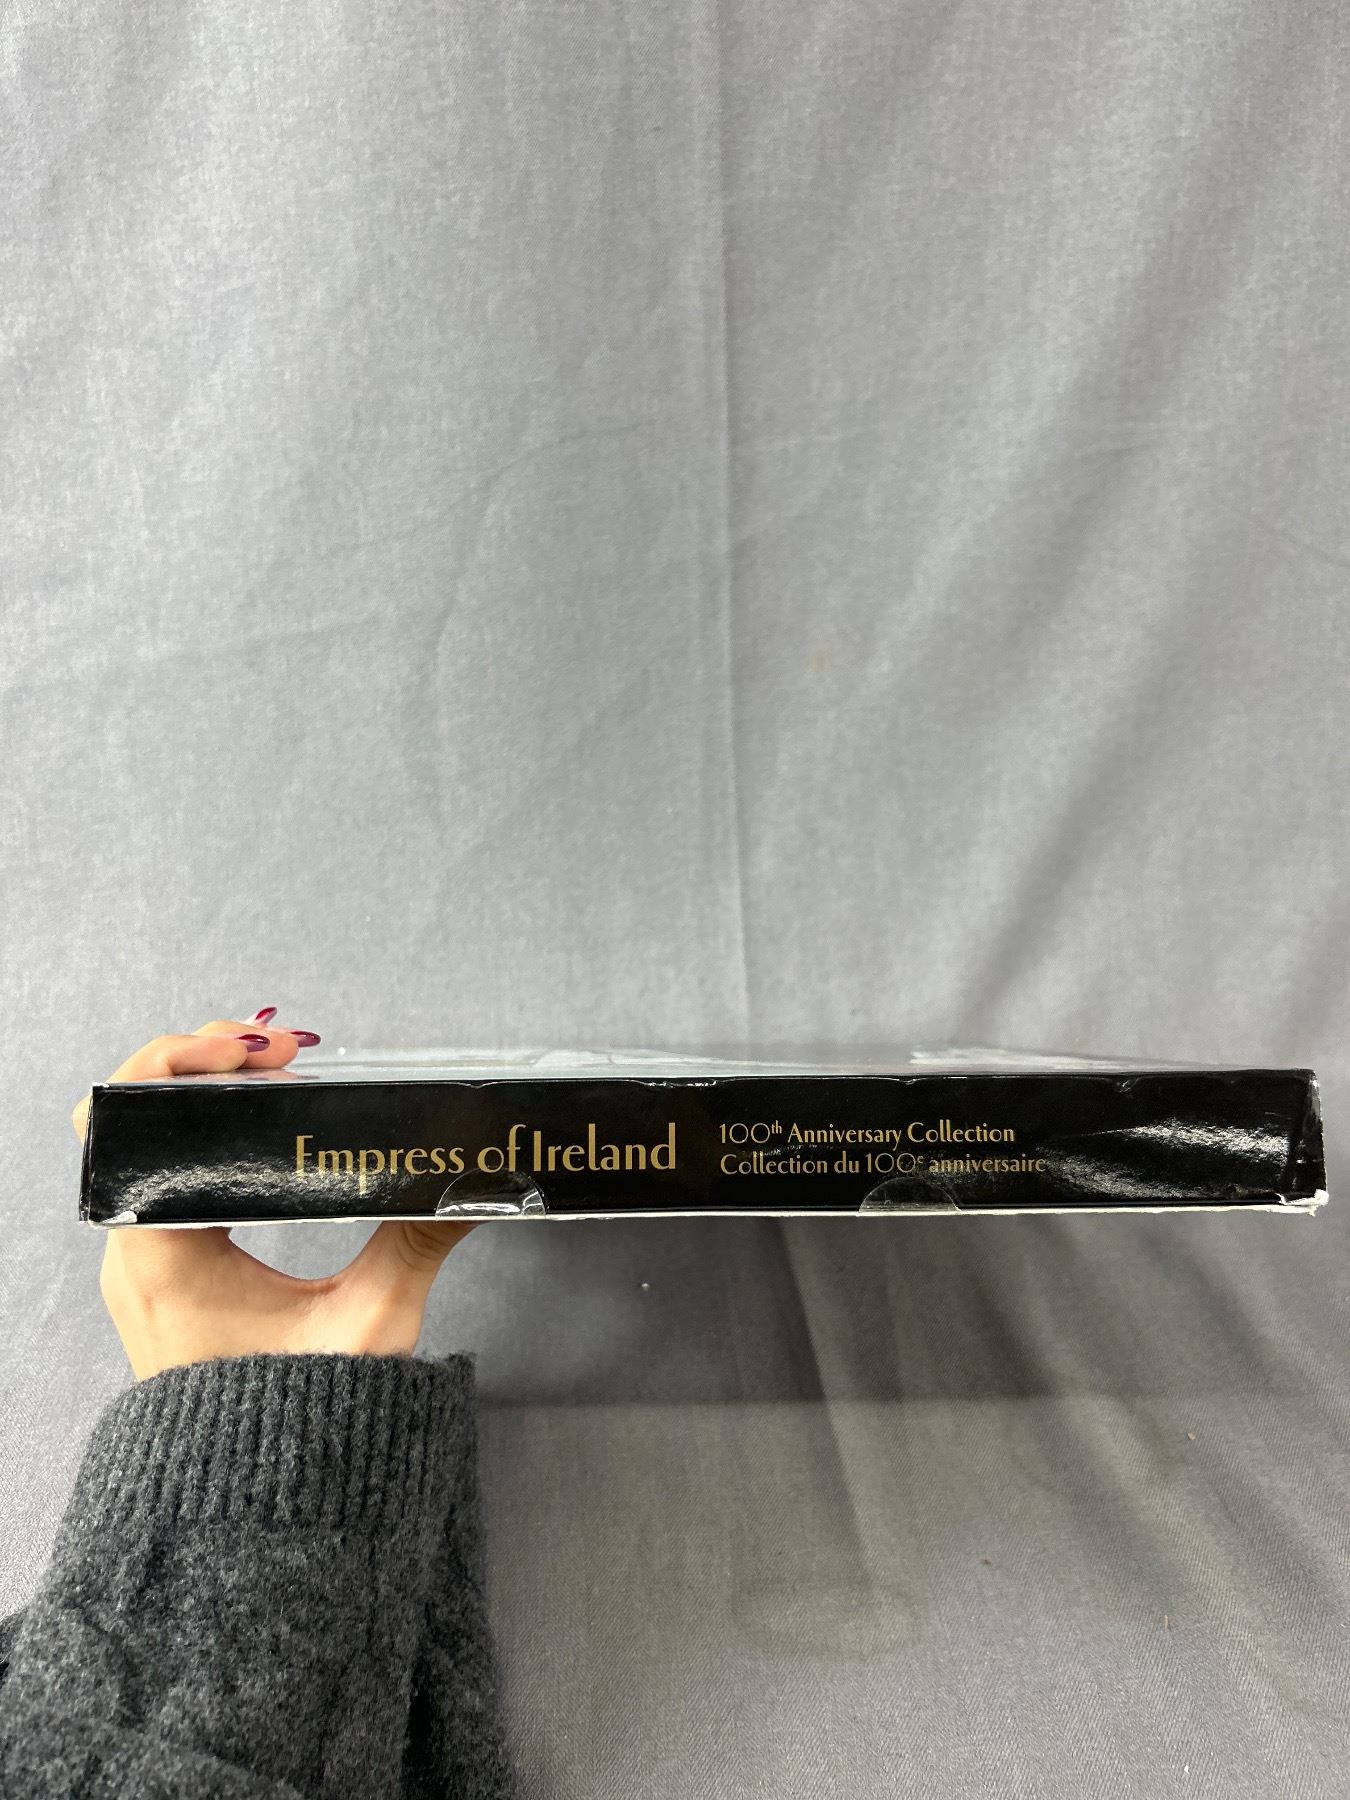 Empress of Ireland
100th Anniversary Collection
Collection du 100e anniversaire